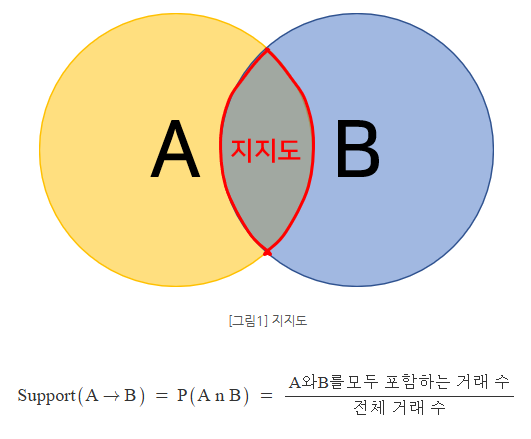 A 지지도 B
[그림1] 지지도
Support(A → B) = P(A n B) = A와B를모두 포함하는 거래 수
전체 거래 수